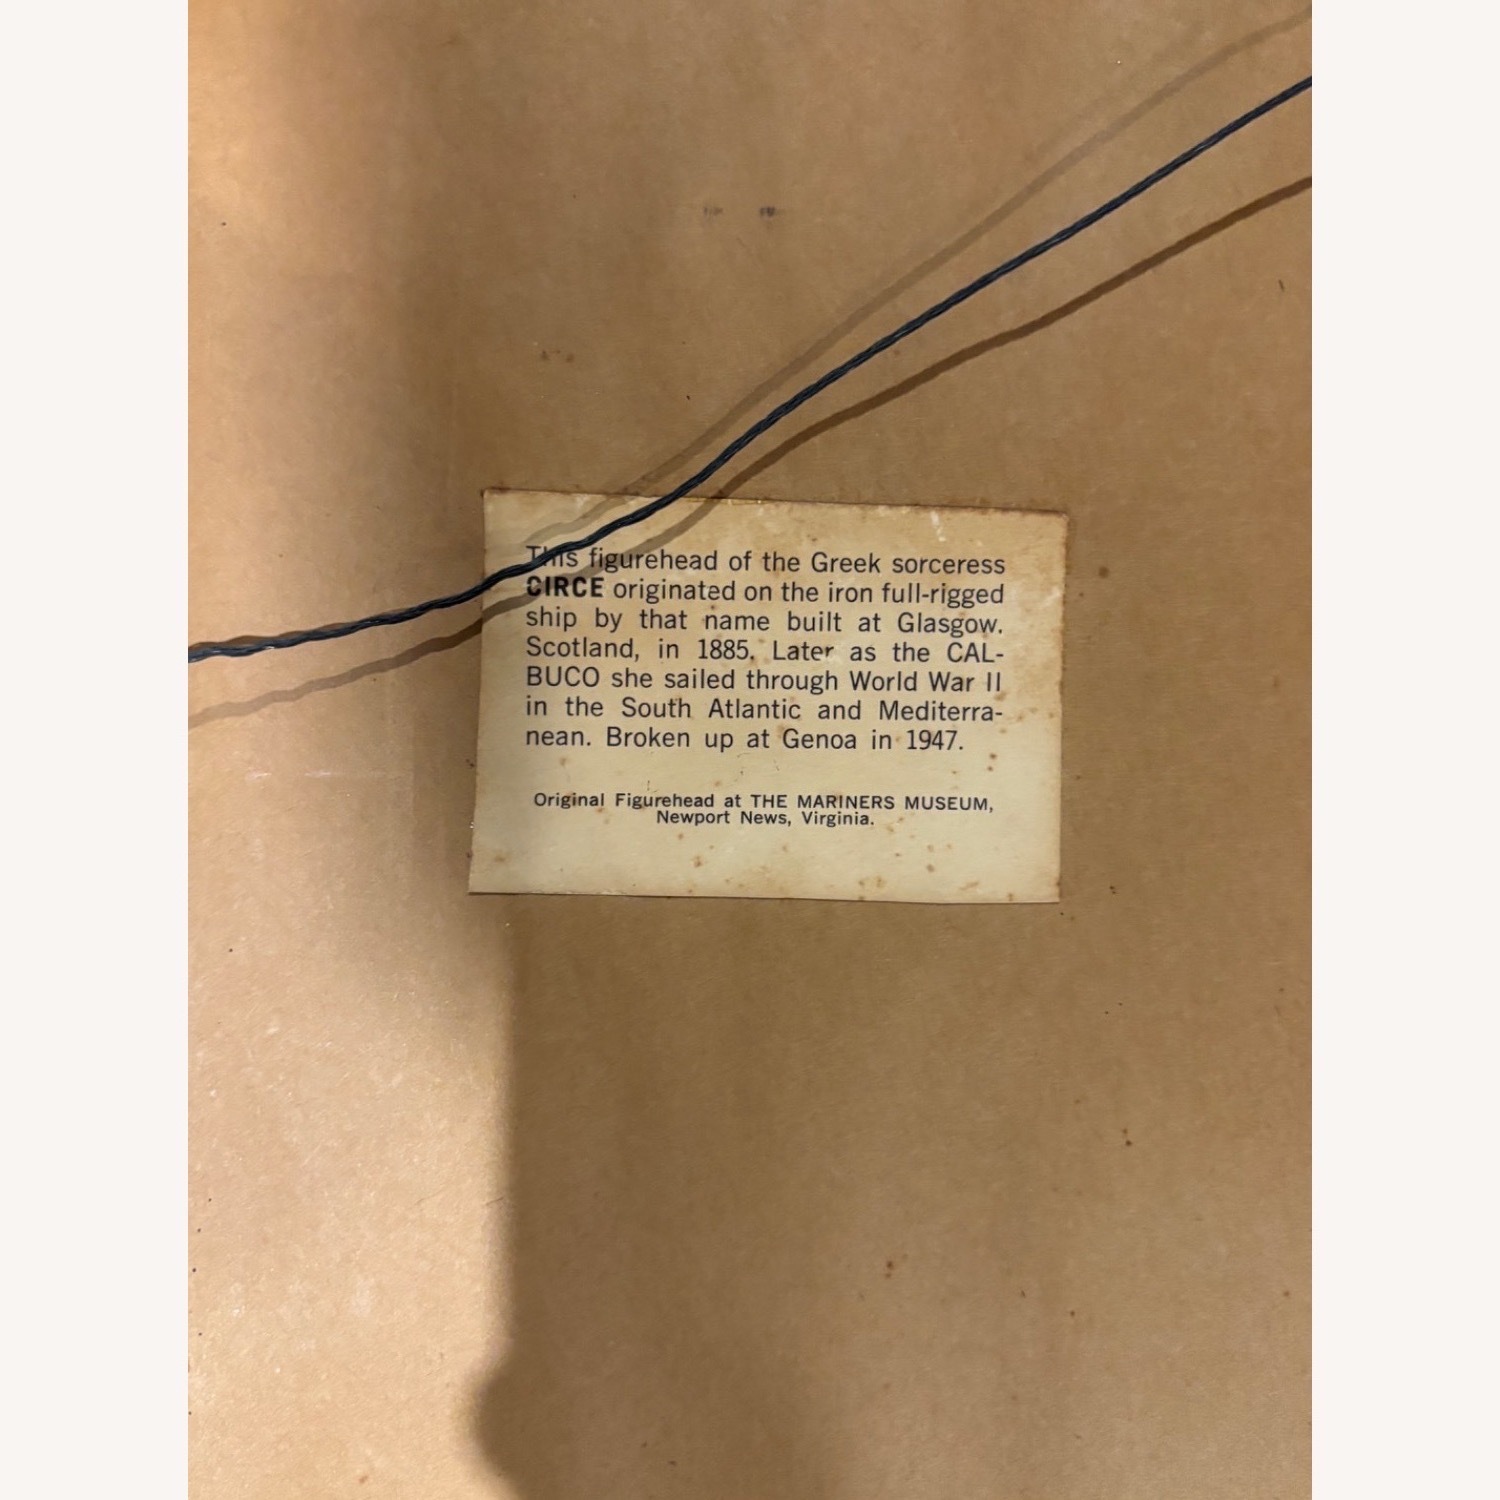 This figurehead of the Greek sorceress
CIRCE originated on the iron full-rigged
ship by that name built at Glasgow.
Scotland, in 1885. Later as the CAL-
BUCO she sailed through World War II
in the South Atlantic and Mediterra-
nean. Broken up at Genoa in 1947.
Original Figurehead at THE MARINERS MUSEUM,
Newport News, Virginia.